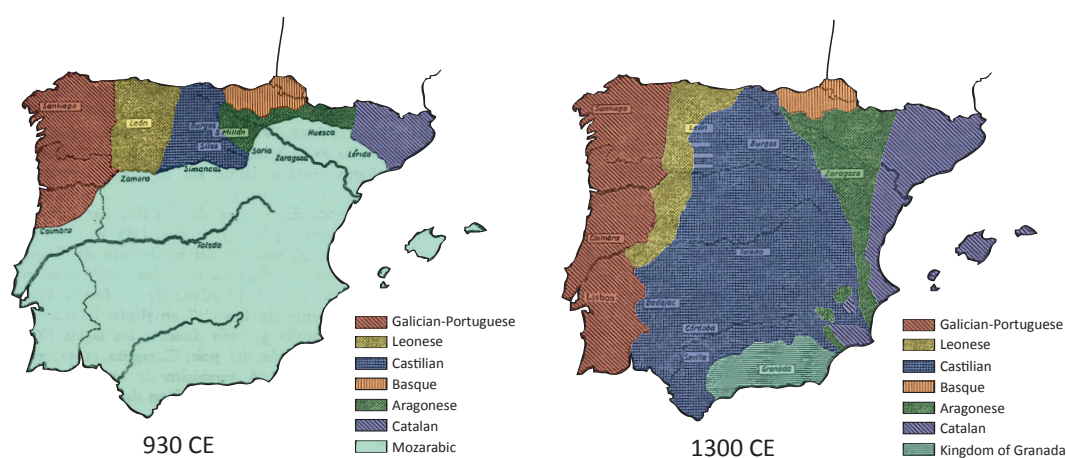 Santiago
León
Burgos
S. Millán
Silos
Soria
Huesca
Zaragoza
Lérida
Zamora
Simancas
Coimbra
Toledo
Galician-Portuguese
Leonese
Castilian
Basque
Aragonese
Catalan
Mozarabic
930 CE
Santiago
León
Burgos
Zaragoza
Coimbra
Toledo
Lisboa
Badajoz
Córdoba
Sevilla
Granada
Galician-Portuguese
Leonese
Castilian
Basque
Aragonese
Catalan
Kingdom of Granada
1300 CE